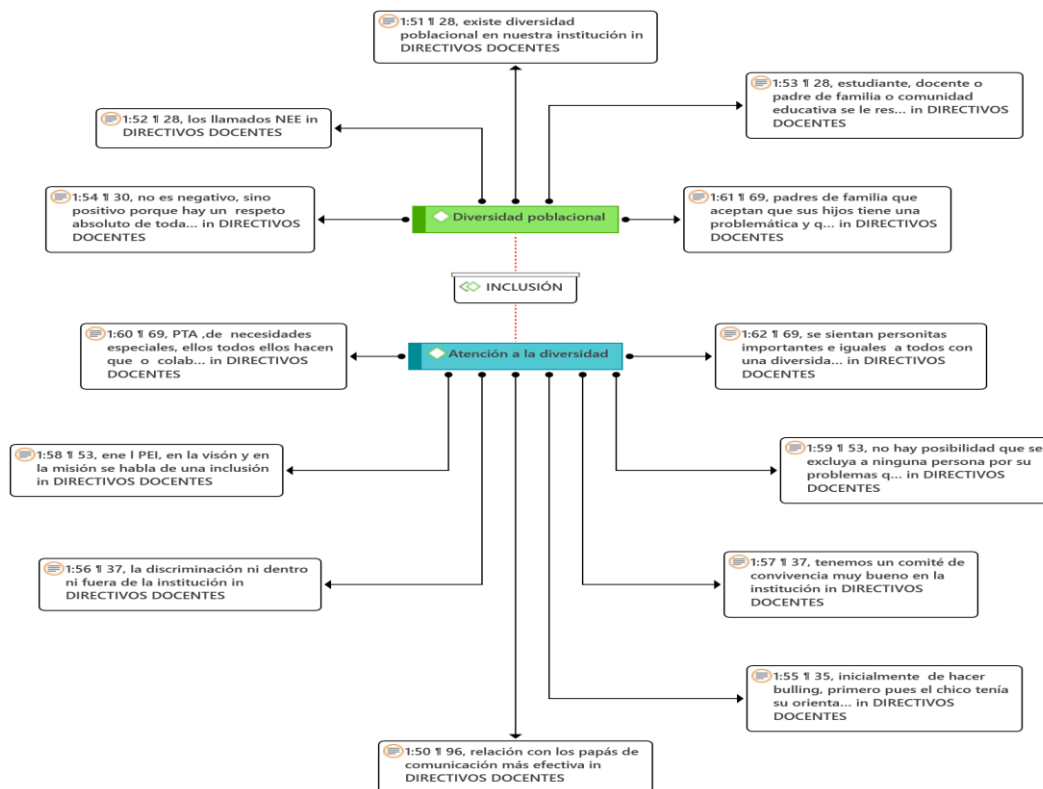 1:51 ¶ 28, existe diversidad
poblacional en nuestra institución in
DIRECTIVOS DOCENTES
1:53 ¶ 28, estudiante, docente o
padre de familia o comunidad
educativa se le res... in DIRECTIVOS
DOCENTES
1:52 ¶ 28, los llamados NEE in
DIRECTIVOS DOCENTES
1:54 ¶ 30, no es negativo, sino
positivo porque hay un respeto
absoluto de toda... in DIRECTIVOS
DOCENTES
Diversidad poblacional
1:61 ¶ 69, padres de familia que
aceptan que sus hijos tiene una
problemática y q... in DIRECTIVOS
DOCENTES
INCLUSIÓN
1:60 ¶ 69, PTA ,de necesidades
especiales, ellos todos ellos hacen
que o colab... in DIRECTIVOS
DOCENTES
Atención a la diversidad
1:62 ¶ 69, se sientan personitas
importantes e iguales a todos con
una diversida... in DIRECTIVOS
DOCENTES
1:58 ¶ 53, ene l PEI, en la visón y en
la misión se habla de una inclusión
in DIRECTIVOS DOCENTES
1:59 ¶ 53, no hay posibilidad que se
excluya a ninguna persona por su
problemas q... in DIRECTIVOS
DOCENTES
1:56 ¶ 37, la discriminación ni dentro
ni fuera de la institución in
DIRECTIVOS DOCENTES
1:57 ¶ 37, tenemos un comité de
convivencia muy bueno en la
institución in DIRECTIVOS
DOCENTES
1:55 ¶ 35, inicialmente de hacer
bulling, primero pues el chico tenía
su orienta... in DIRECTIVOS
DOCENTES
1:50 ¶ 96, relación con los papás de
comunicación más efectiva in
DIRECTIVOS DOCENTES